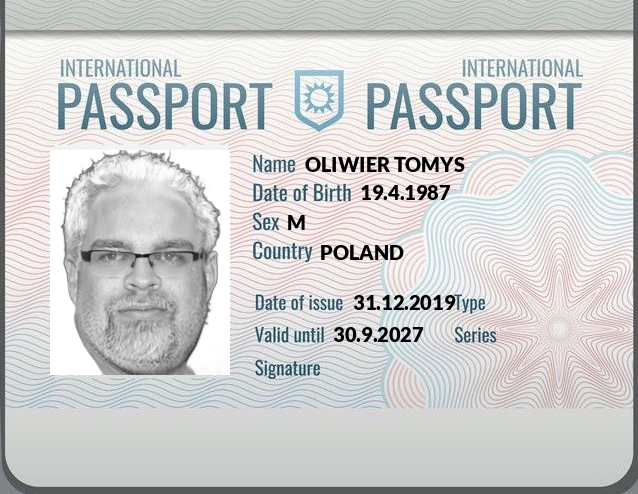 INTERNATIONAL INTERNATIONAL
PASSPORT PASSPORT
Name OLIWIER TOMYS
Date of Birth 19.4.1987
Sex M
Country POLAND
Date of issue 31.12.2019 Type
Valid until 30.9.2027 Series
Signature